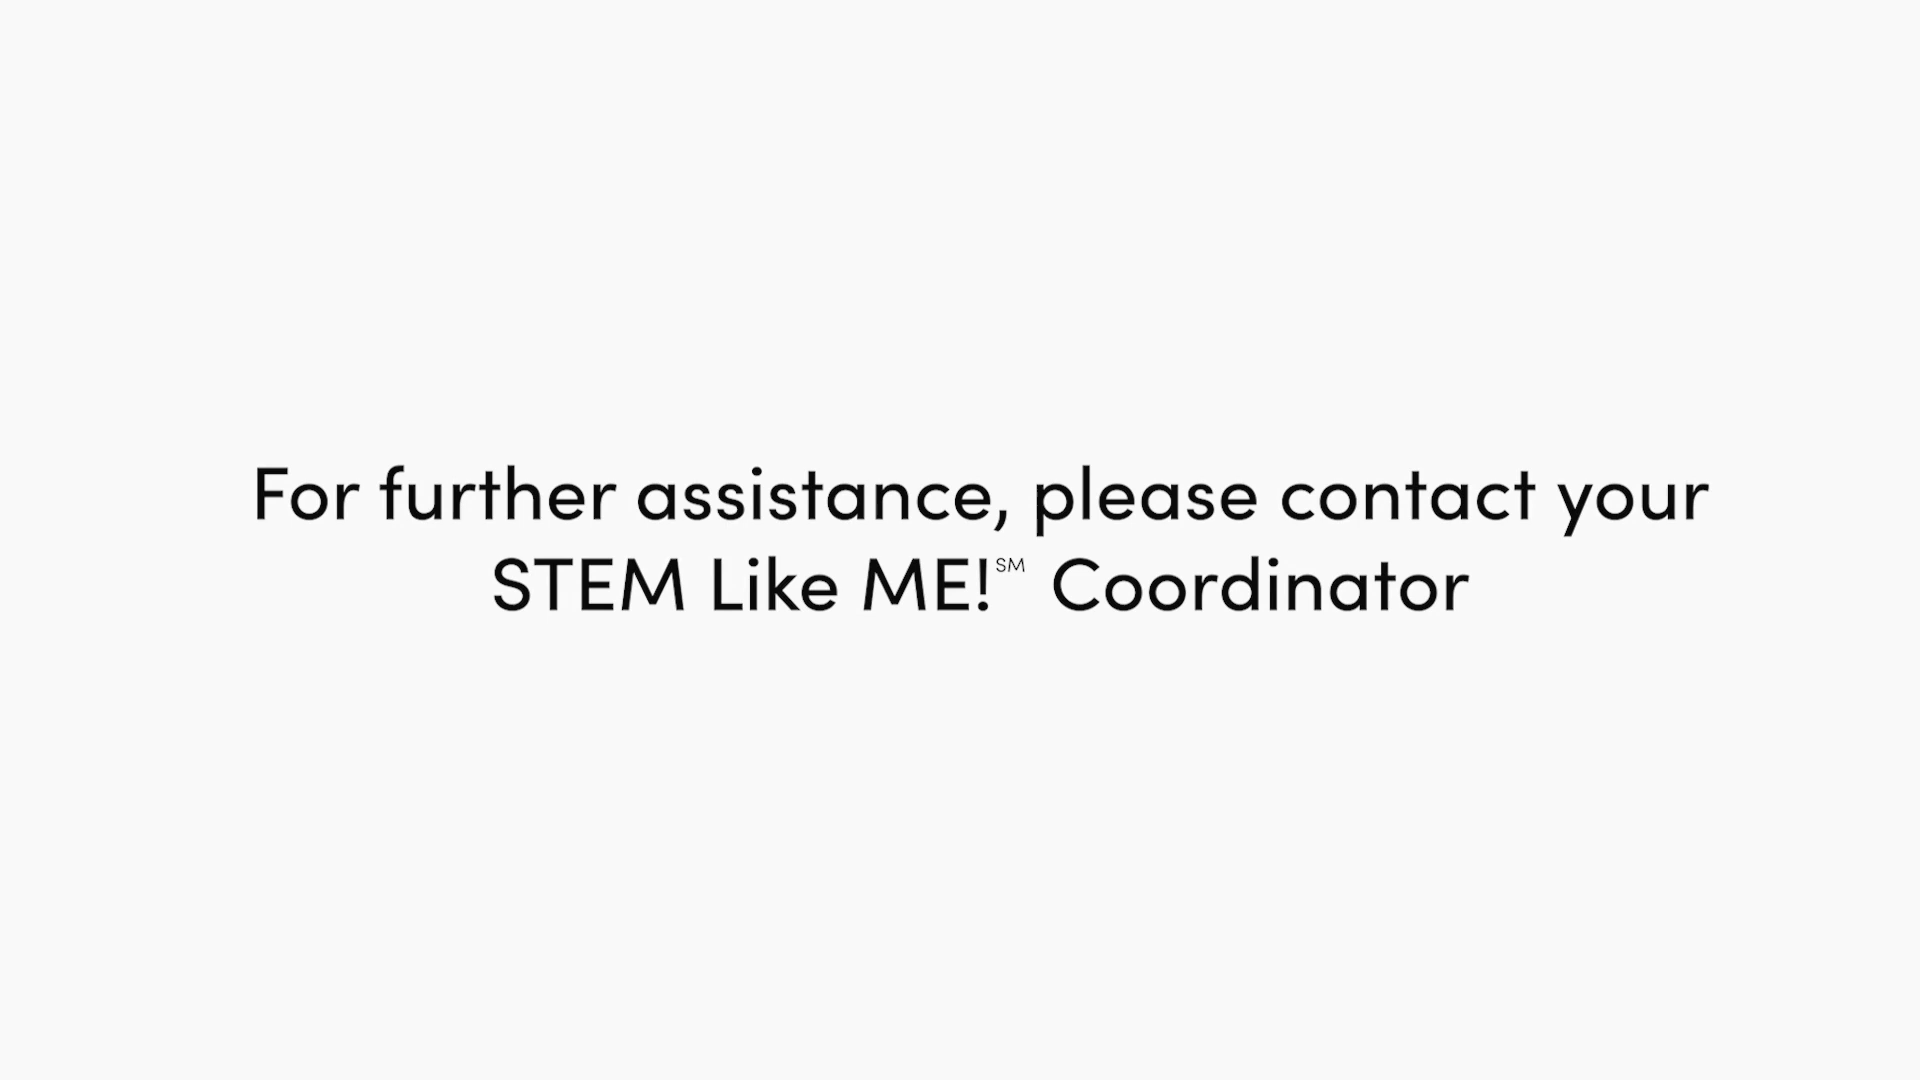 For further assistance, please contact your
STEM Like ME!℠ Coordinator